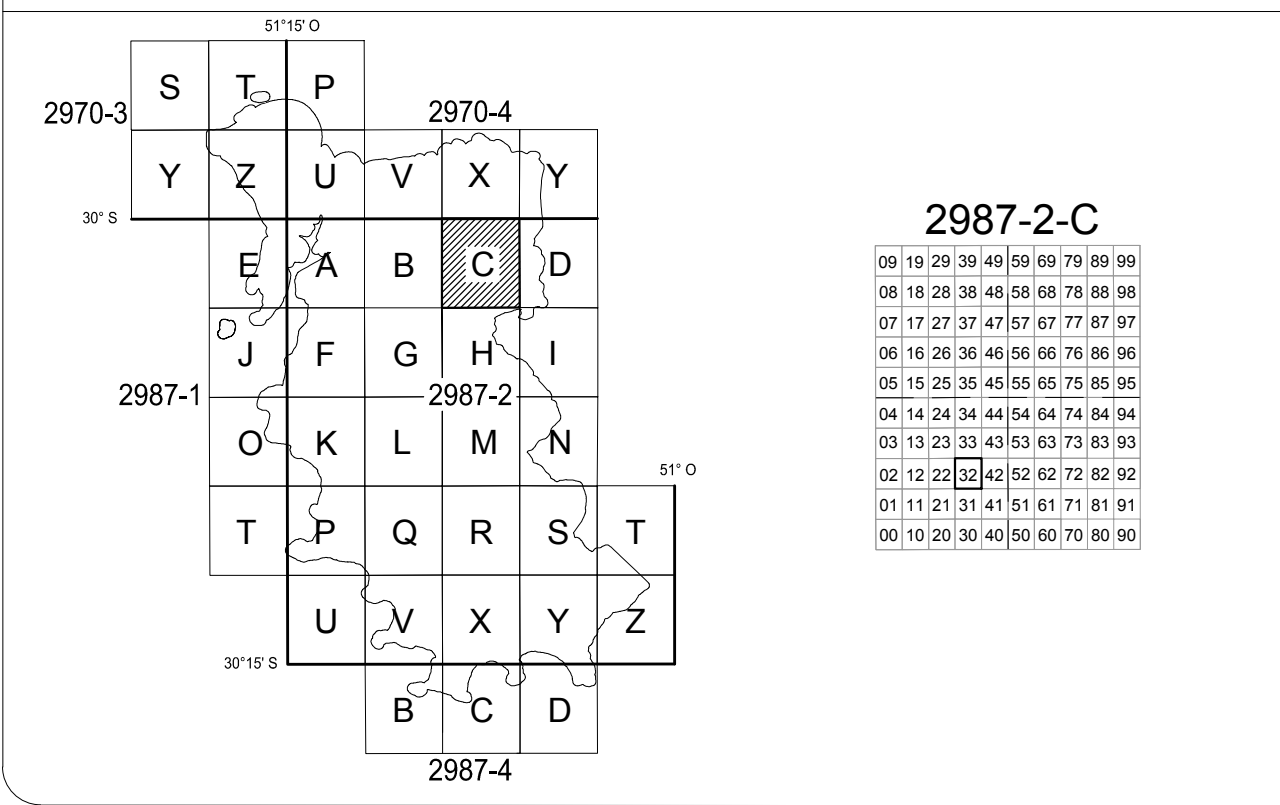 51°15' O
S T P
2970-3
2970-4
Y Z U V X Y
30° S
E A B C D
J F G H I
2987-1
2987-2
O K L M N
51° O
T P Q R S T
U V X Y Z
30°15' S
B C D
2987-4
2987-2-C
09 19 29 39 49 59 69 79 89 99
08 18 28 38 48 58 68 78 88 98
07 17 27 37 47 57 67 77 87 97
06 16 26 36 46 56 66 76 86 96
05 15 25 35 45 55 65 75 85 95
04 14 24 34 44 54 64 74 84 94
03 13 23 33 43 53 63 73 83 93
02 12 22 32 42 52 62 72 82 92
01 11 21 31 41 51 61 71 81 91
00 10 20 30 40 50 60 70 80 90